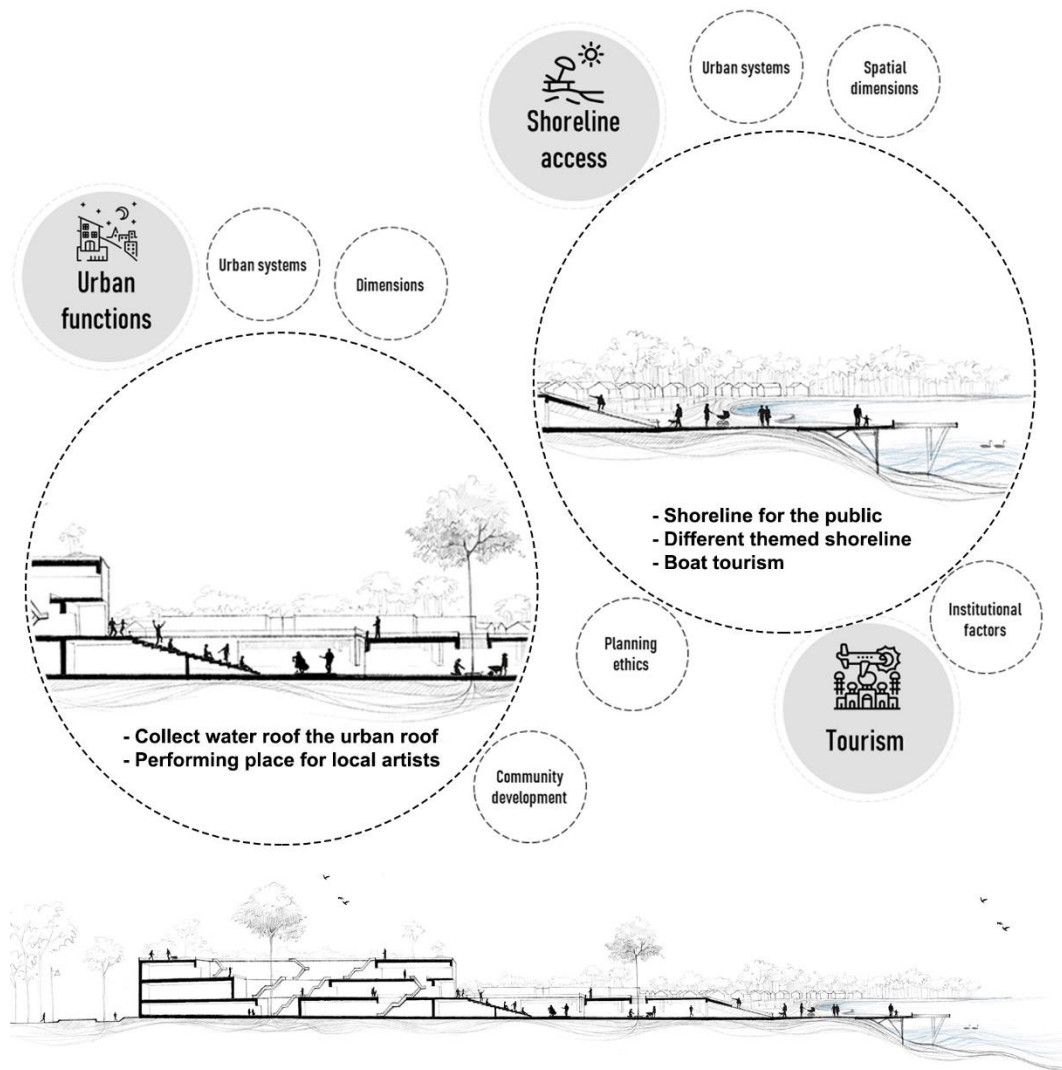 Urban systems
Spatial
dimensions
Shoreline
access
Urban systems
Dimensions
Urban
functions
- Shoreline for the public
- Different themed shoreline
- Boat tourism
Planning
ethics
Institutional
factors
Tourism
- Collect water roof the urban roof
- Performing place for local artists
Community
development